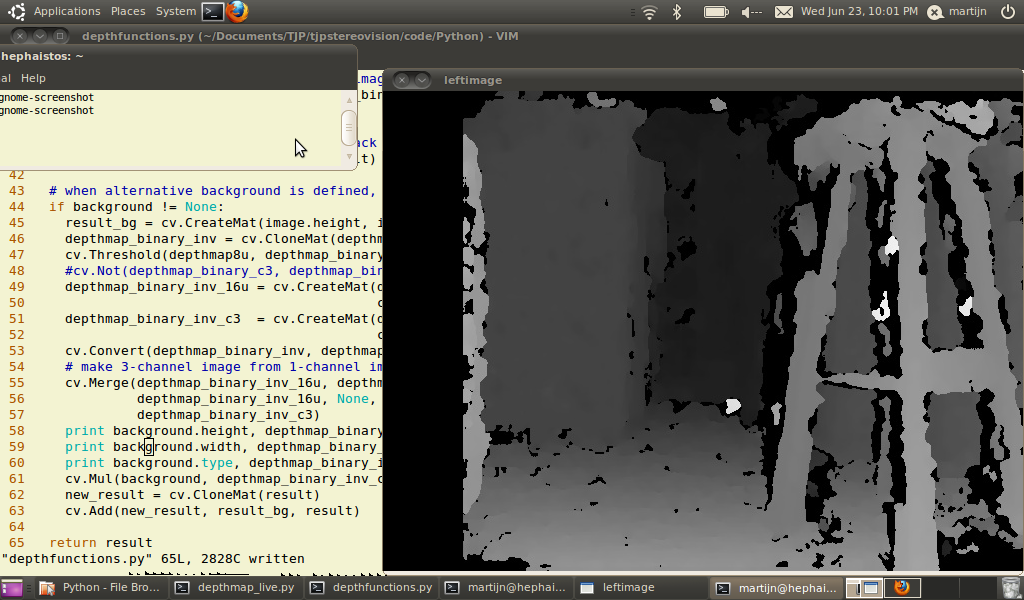 Applications Places System Wed Jun 23, 10:01 PM martijn
depthfunctions.py (~/Documents/TJP/tjpstereovision/code/Python) - VIM
hephaistos: ~
al Help
gnome-screenshot
gnome-screenshot
leftimage
42
43 # when alternative background is defined,
44 if background != None:
45 result_bg = cv.CreateMat(image.height, i
46 depthmap_binary_inv = cv.CloneMat(depthm
47 cv.Threshold(depthmap8u, depthmap_binary
48 #cv.Not(depthmap_binary_c3, depthmap_bin
49 depthmap_binary_inv_16u = cv.CreateMat(d
50
51 depthmap_binary_inv_c3 = cv.CreateMat(d
52
53 cv.Convert(depthmap_binary_inv, depthmap
54 # make 3-channel image from 1-channel im
55 cv.Merge(depthmap_binary_inv_16u, depthm
56 depthmap_binary_inv_16u, None,
57 depthmap_binary_inv_c3)
58 print background.height, depthmap_binary
59 print background.width, depthmap_binary_
60 print background.type, depthmap_binary_i
61 cv.Mul(background, depthmap_binary_inv_c
62 new_result = cv.CloneMat(result)
63 cv.Add(new_result, result_bg, result)
64
65 return result
"depthfunctions.py" 65L, 2828C written
Python - File Bro... depthmap_live.py depthfunctions.py martijn@hephai... leftimage martijn@hephai...